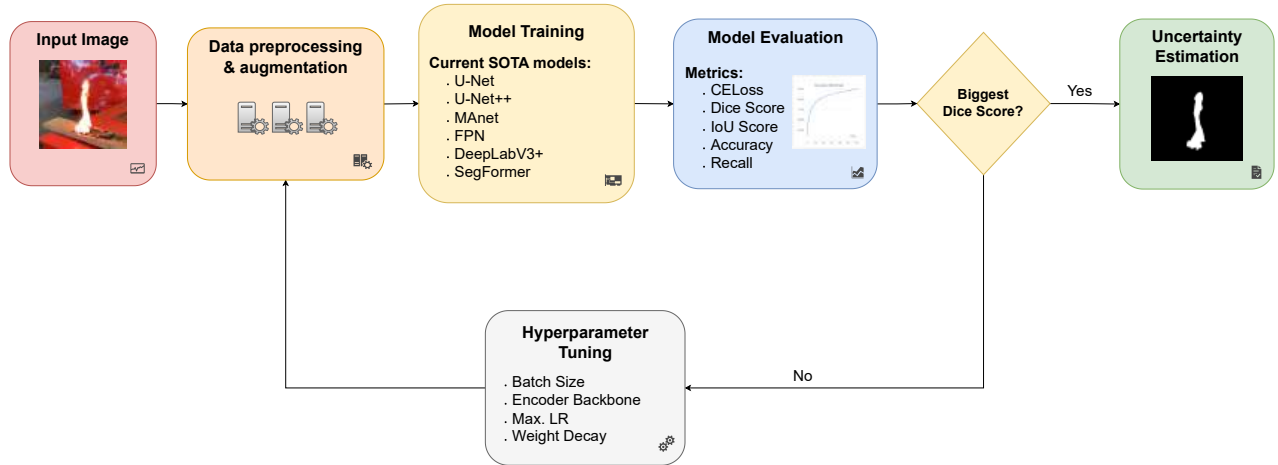 Input Image
Data preprocessing
& augmentation
Model Training
Current SOTA models:
. U-Net
. U-Net++
. MAnet
. FPN
. DeepLabV3+
. SegFormer
Model Evaluation
Metrics:
. CELoss
. Dice Score
. IoU Score
. Accuracy
. Recall
Biggest
Dice Score?
Yes
Uncertainty
Estimation
No
Hyperparameter
Tuning
. Batch Size
. Encoder Backbone
. Max. LR
. Weight Decay